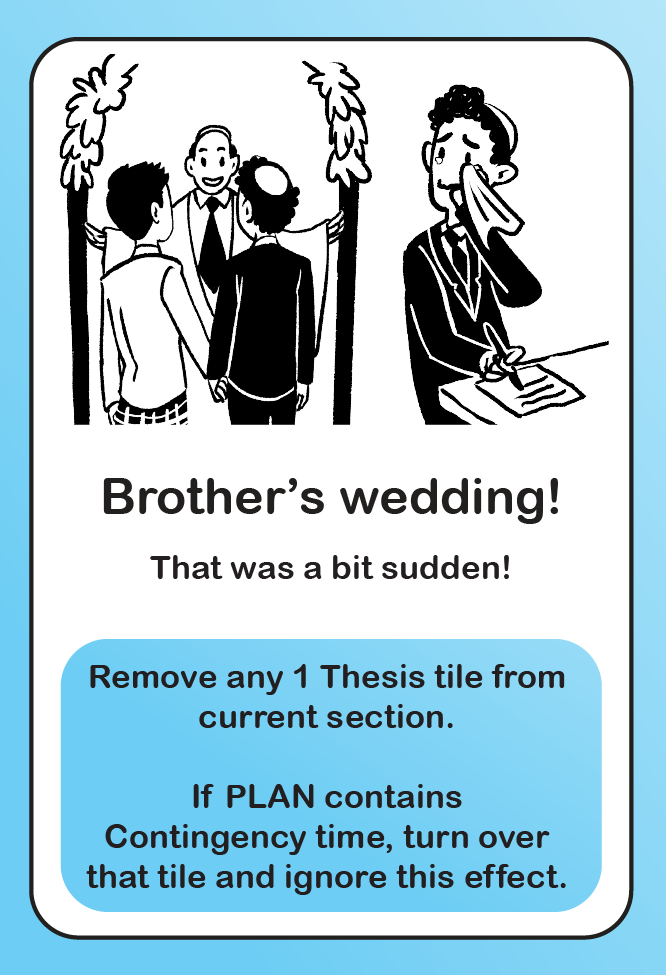 Brother’s wedding!
That was a bit sudden!
Remove any 1 Thesis tile from
current section.
If PLAN contains
Contingency time, turn over
that tile and ignore this effect.